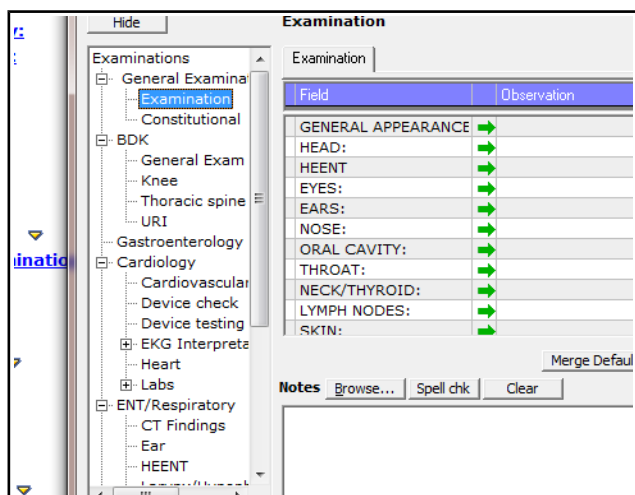 Hide
Examination
Examinations
General Examinat
Examination
Constitutional
BDK
General Exam
Knee
Thoracic spine
URI
Gastroenterology
Cardiology
Cardiovascular
Device check
Device testing
EKG Interpreta
Heart
Labs
ENT/Respiratory
CT Findings
Ear
HEENT
Examination
Field Observation
GENERAL APPEARANCE
HEAD:
HEENT
EYES:
EARS:
NOSE:
ORAL CAVITY:
THROAT:
NECK/THYROID:
LYMPH NODES:
SKIN:
Merge Defaul
Notes Browse... Spell chk Clear
y:
:
inatio